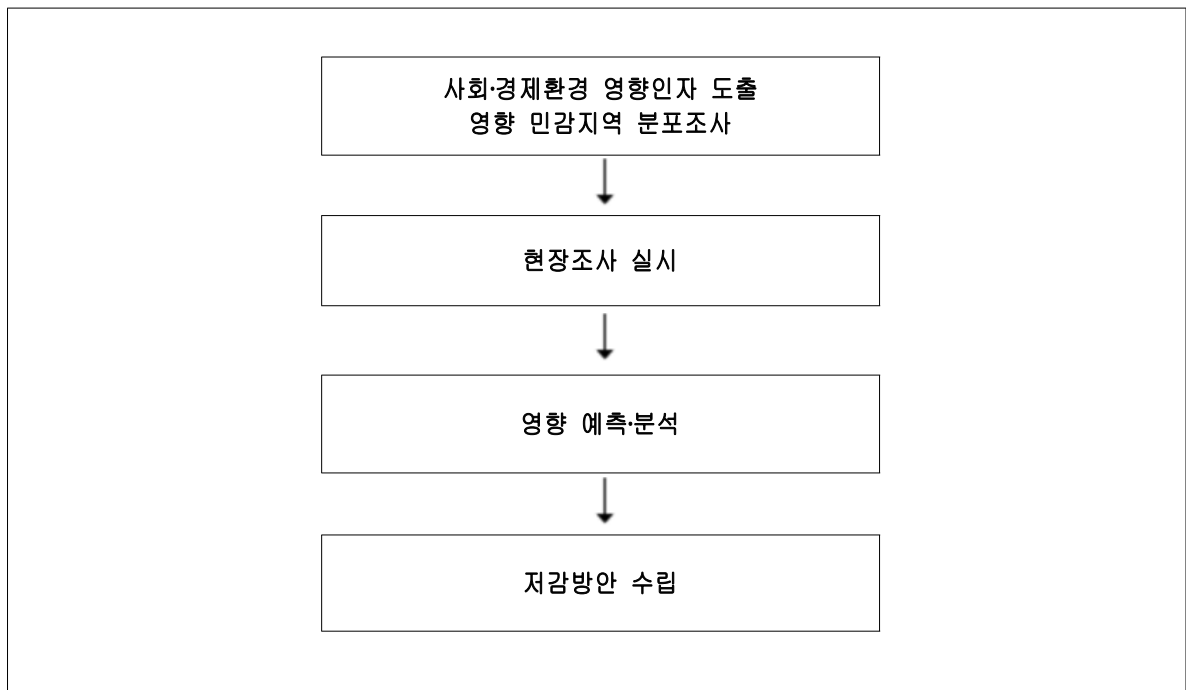 사회·경제환경 영향인자 도출
영향 민감지역 분포조사
현장조사 실시
영향 예측·분석
저감방안 수립